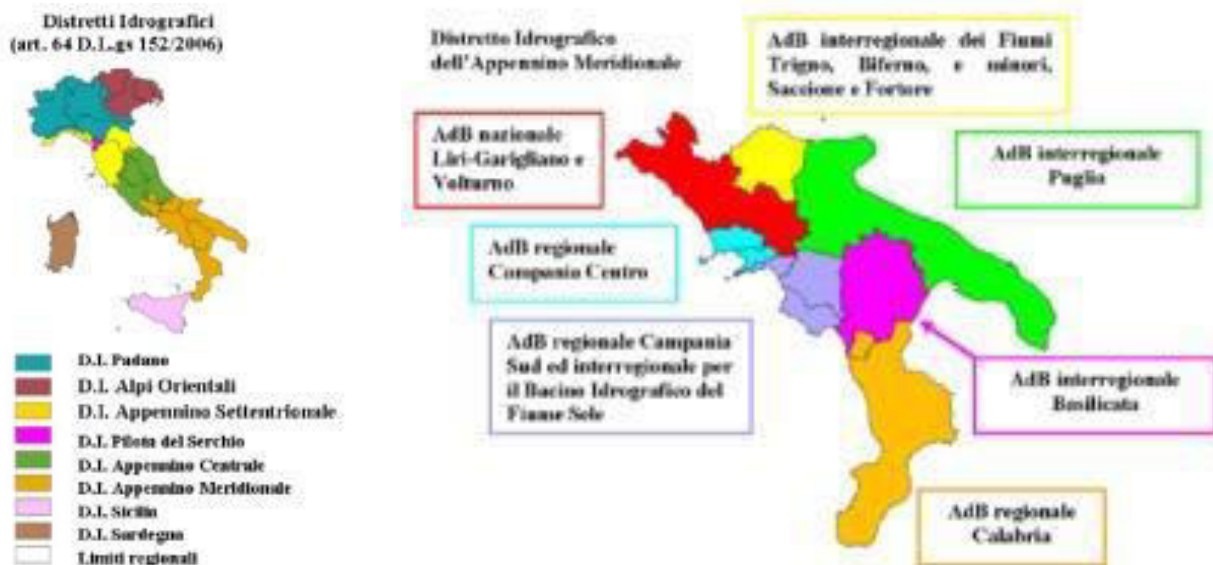 Distretti Idrografici
(art. 64 D.L.gs 152/2006)
D.I. Padano
D.I. Alpi Orientali
D.I. Appennino Settentrionale
D.I. Pilota del Serchio
D.I. Appennino Centrale
D.I. Appennino Meridionale
D.I. Sicilia
D.I. Sardegna
Limiti regionali
Distretto Idrografico
dell'Appennino Meridionale
AdB interregionale dei Fiumi
Trigno, Biferno, e minori,
Saccione e Fortore
AdB nazionale
Liri-Garigliano e
Volturno
AdB interregionale
Puglia
AdB regionale
Campania Centro
AdB regionale Campania
Sud ed interregionale per
il Bacino Idrografico del
Fiume Sele
AdB interregionale
Basilicata
AdB regionale
Calabria